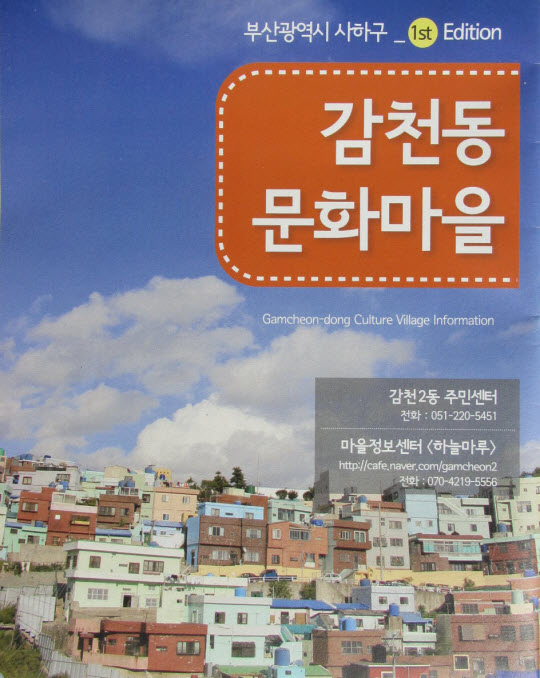 부산광역시 사하구 _ 1st Edition
감천동
문화마을
Gamcheon-dong Culture Village Information
감천2동 주민센터
전화 : 051-220-5451
마을정보센터 <하늘마루>
http://cafe.naver.com/gamcheon2
전화 : 070-4219-5556